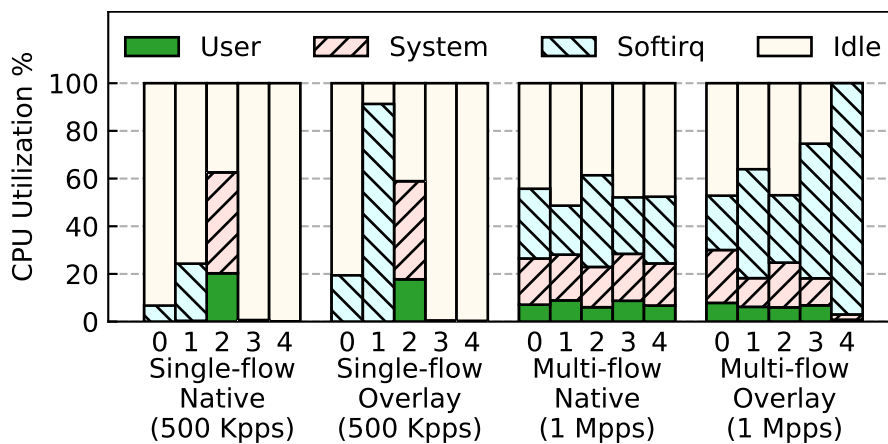 User System Softirq Idle
CPU Utilization %
100
80
60
40
20
0
0 1 2 3 4 0 1 2 3 4 0 1 2 3 4 0 1 2 3 4
Single-flow Single-flow Multi-flow Multi-flow
Native Overlay Native Overlay
(500 Kpps) (500 Kpps) (1 Mpps) (1 Mpps)